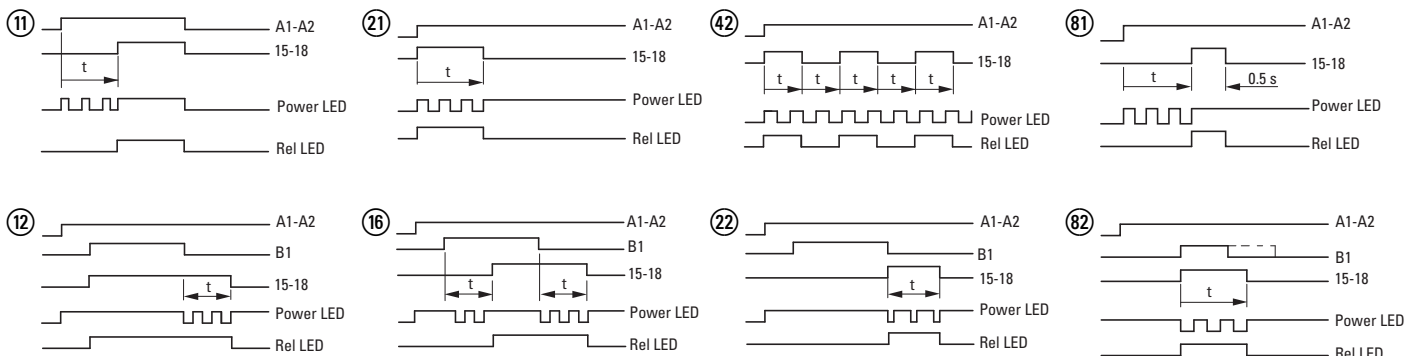 11
A1-A2
15-18
t
Power LED
Rel LED
21
A1-A2
15-18
t
Power LED
Rel LED
42
A1-A2
15-18
t t t t t
Power LED
Rel LED
81
A1-A2
15-18
t 0.5 s
Power LED
Rel LED
12
A1-A2
B1
15-18
t
Power LED
Rel LED
16
A1-A2
B1
15-18
t t
Power LED
Rel LED
22
A1-A2
B1
15-18
t
Power LED
Rel LED
82
A1-A2
B1
15-18
t
Power LED
Rel LED